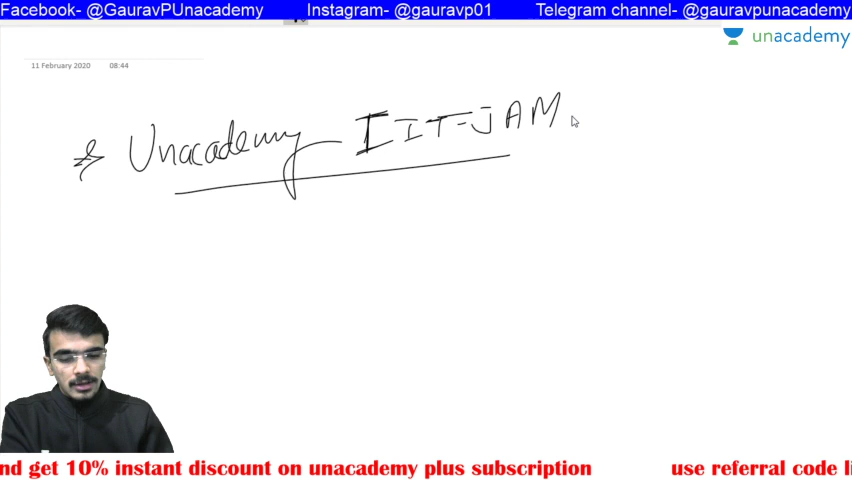 Facebook- @GauravPUnacademy Instagram- @gauravp01 Telegram channel- @gauravpunacademy
unacademy
11 February 2020 08:44
* Unacademy IIT-JAM
nd get 10% instant discount on unacademy plus subscription use referral code li